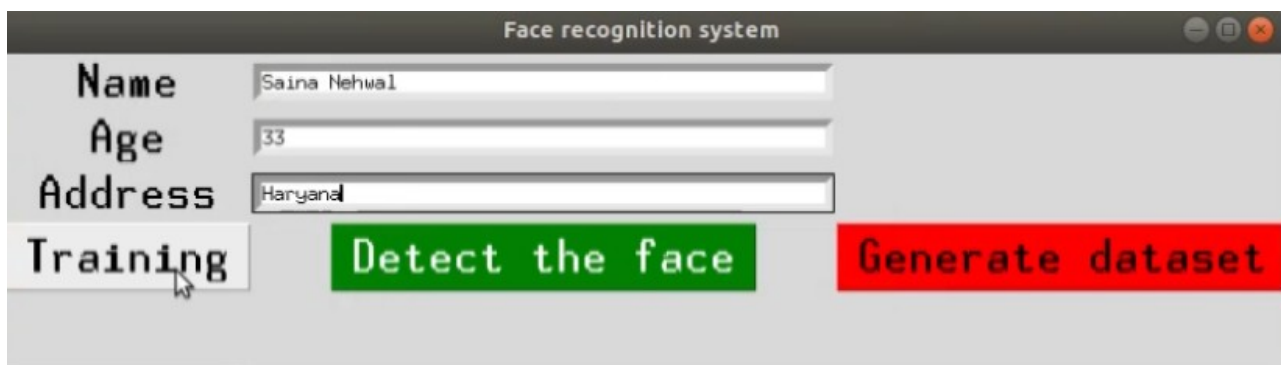 Face recognition system
Name Saina Nehwal
Age 33
Address Haryana
Training Detect the face Generate dataset